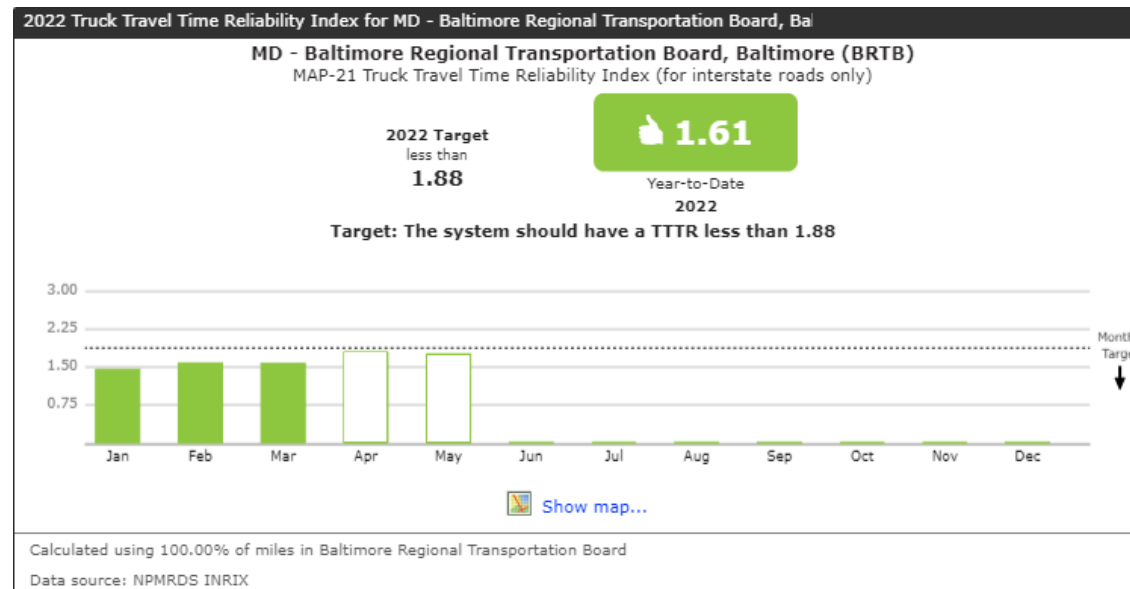 2022 Truck Travel Time Reliability Index for MD - Baltimore Regional Transportation Board, Bal
MD - Baltimore Regional Transportation Board, Baltimore (BRTB)
MAP-21 Truck Travel Time Reliability Index (for interstate roads only)
2022 Target
less than
1.88
1.61
Year-to-Date
2022
Target: The system should have a TTTR less than 1.88
3.00
2.25
1.50
0.75
Month
Targe
Jan Feb Mar Apr May Jun Jul Aug Sep Oct Nov Dec
Show map...
Calculated using 100.00% of miles in Baltimore Regional Transportation Board
Data source: NPMRDS INRIX